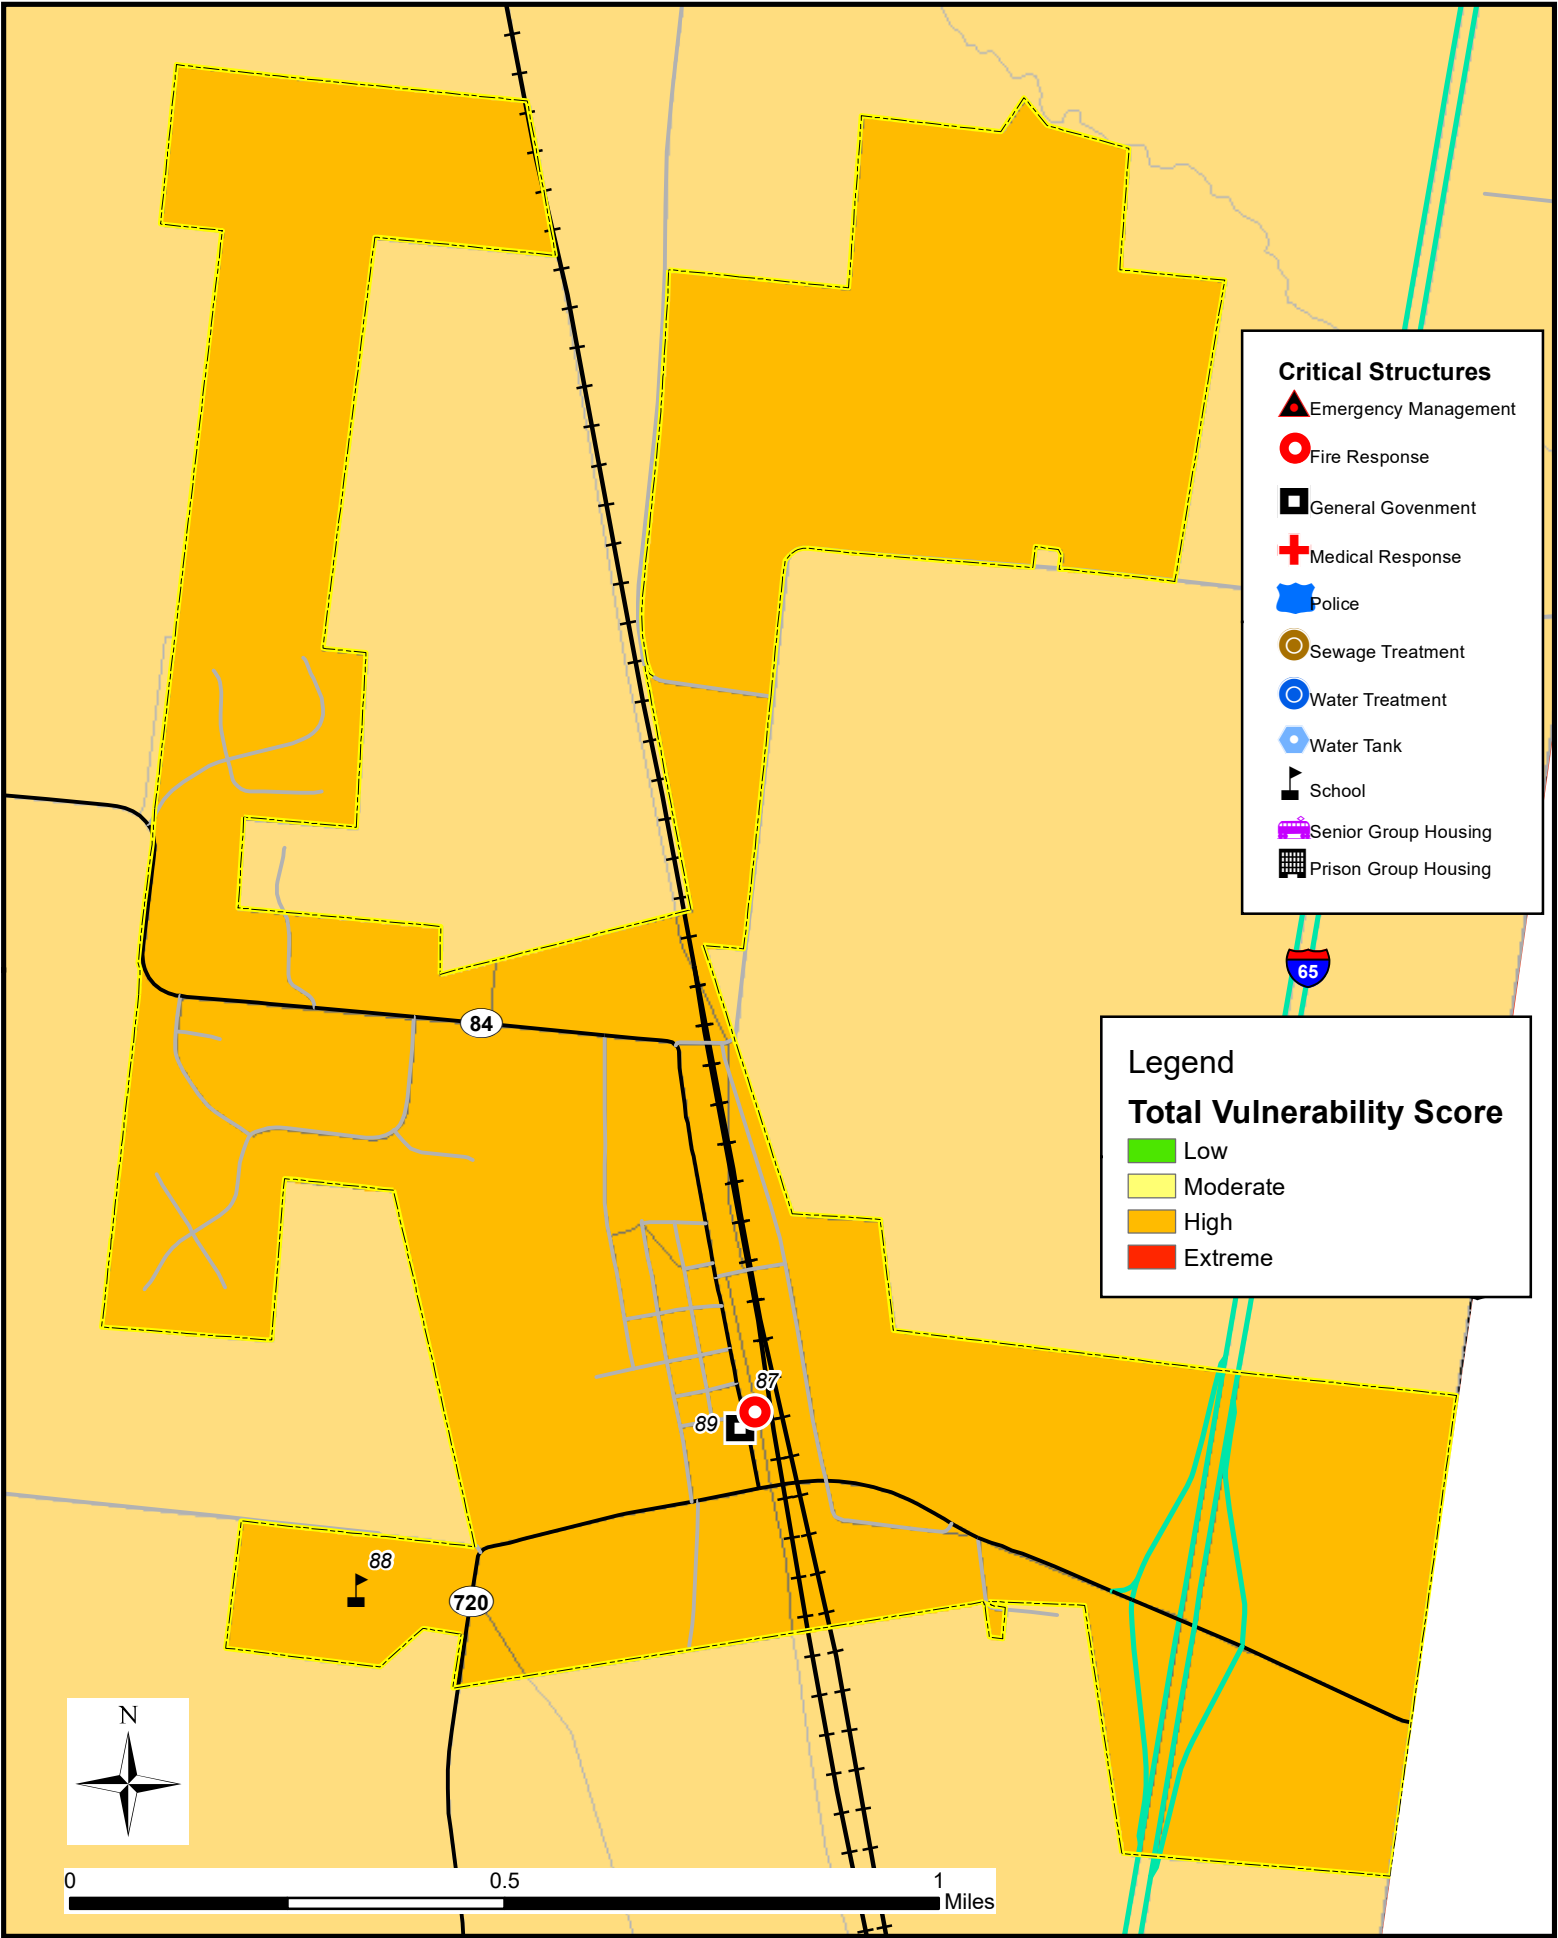 Critical Structures
Emergency Management
Fire Response
General Govenment
Medical Response
Police
Sewage Treatment
Water Treatment
Water Tank
School
Senior Group Housing
Prison Group Housing
65
84
Legend
Total Vulnerability Score
Low
Moderate
High
Extreme
87
89
88
720
N
0 0.5 1
Miles